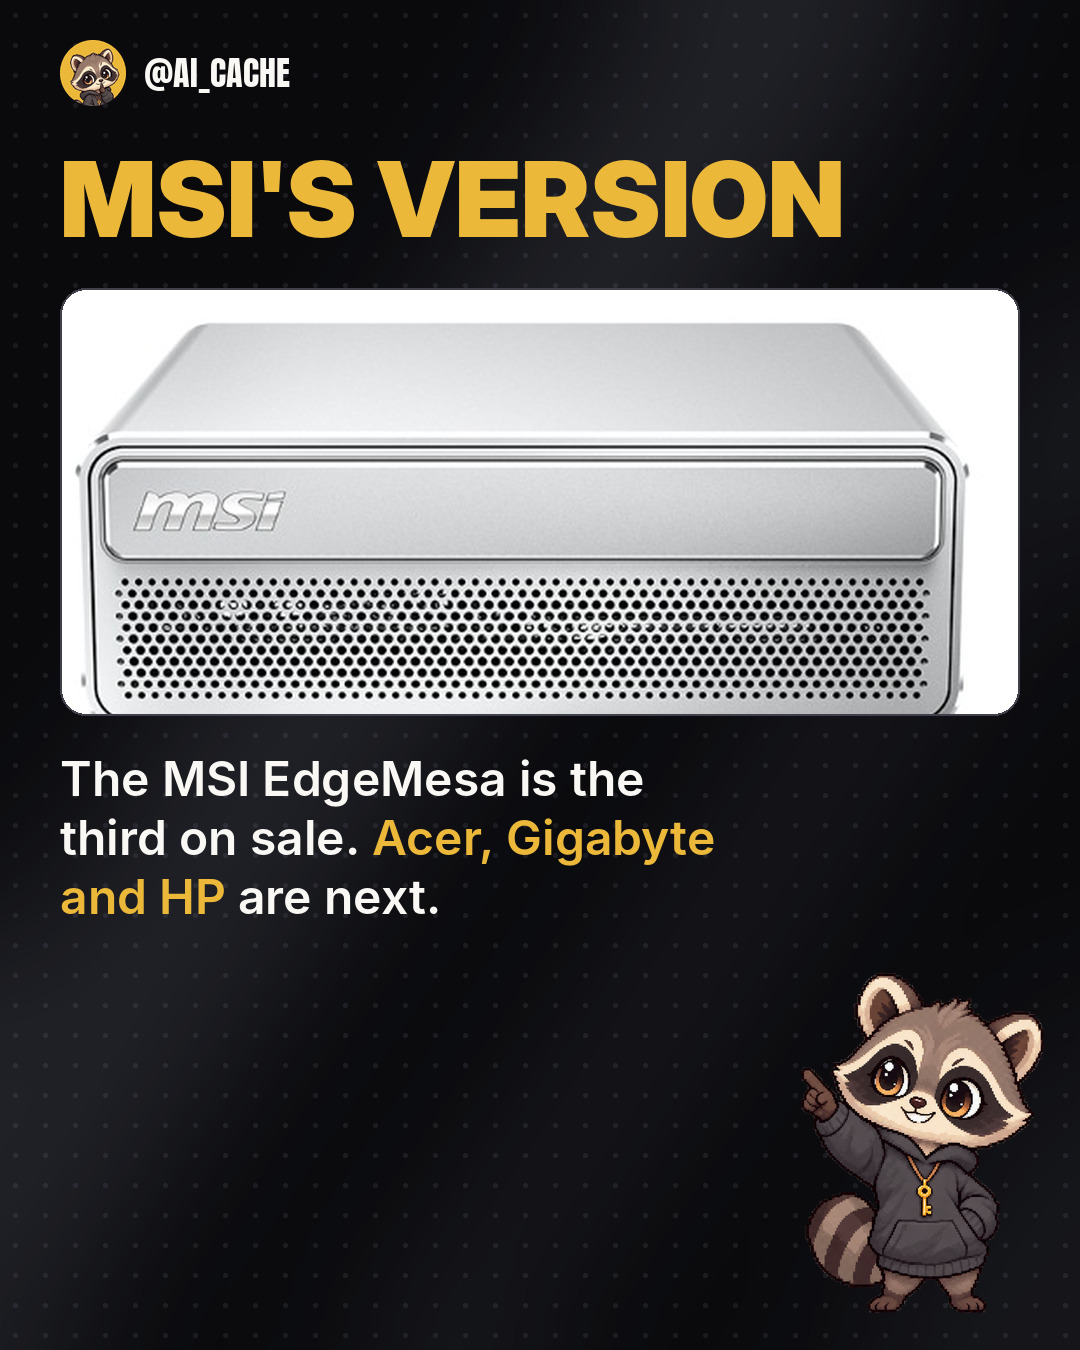 @AI_CACHE
MSI'S VERSION
msi
The MSI EdgeMesa is the
third on sale. Acer, Gigabyte
and HP are next.